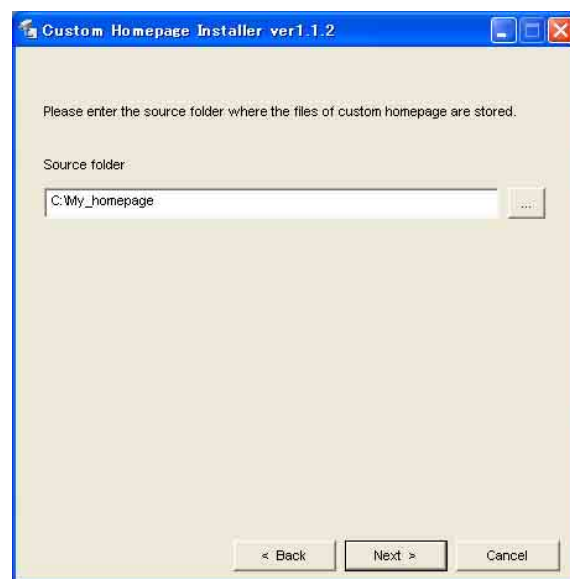 Custom Homepage Installer ver1.1.2
Please enter the source folder where the files of custom homepage are stored.
Source folder
C:\My_homepage
...
< Back
Next >
Cancel